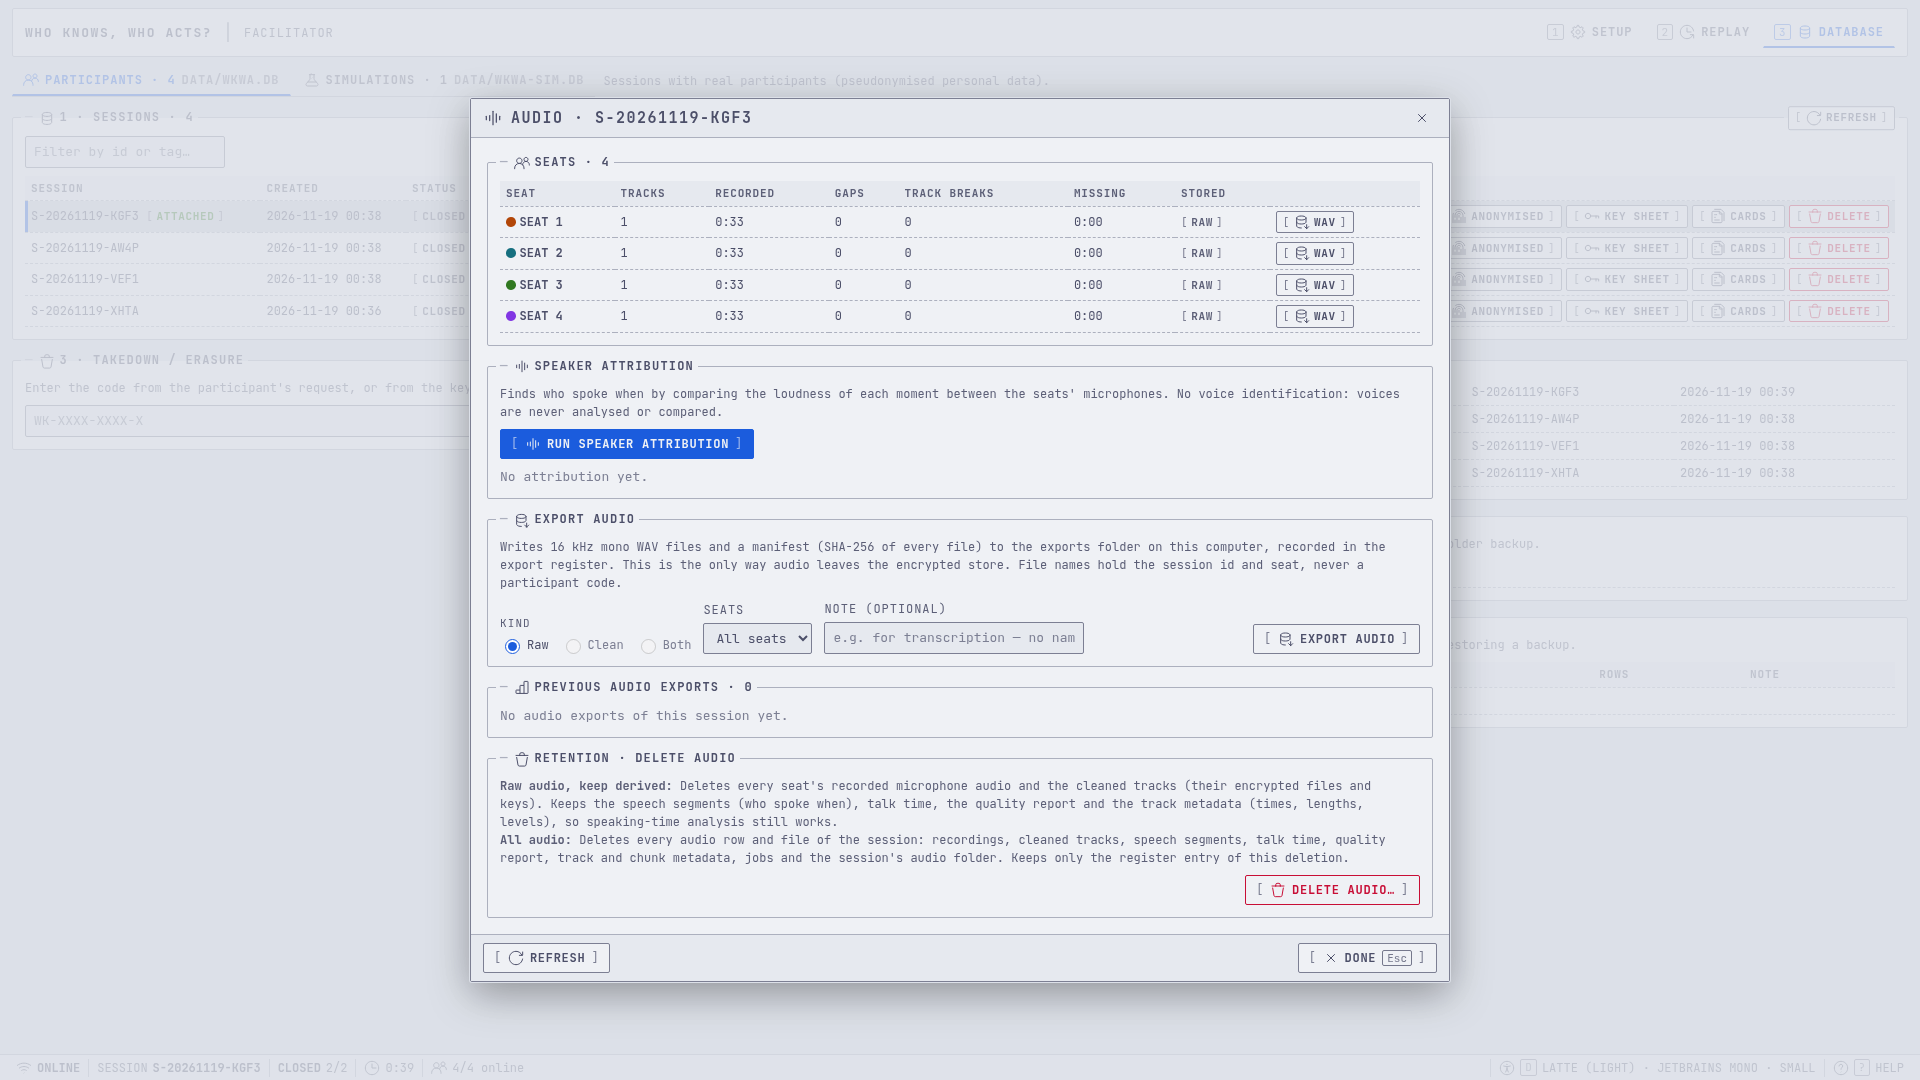 WHO KNOWS, WHO ACTS? FACILITATOR 1 SETUP 2 REPLAY 3 DATABASE
PARTICIPANTS · 4 DATA/WKWA.DB SIMULATIONS · 1 DATA/WKWA-SIM.DB Sessions with real participants (pseudonymised personal data).
1 · SESSIONS · 4
[ REFRESH ]
Filter by id or tag…
SESSION CREATED STATUS
S-20261119-KGF3 [ ATTACHED ] 2026-11-19 00:38 [ CLOSED ANONYMISED ] [ KEY SHEET ] [ CARDS ] [ DELETE ]
S-20261119-AW4P 2026-11-19 00:38 [ CLOSED ANONYMISED ] [ KEY SHEET ] [ CARDS ] [ DELETE ]
S-20261119-VEF1 2026-11-19 00:38 [ CLOSED ANONYMISED ] [ KEY SHEET ] [ CARDS ] [ DELETE ]
S-20261119-XHTA 2026-11-19 00:36 [ CLOSED ANONYMISED ] [ KEY SHEET ] [ CARDS ] [ DELETE ]
3 · TAKEDOWN / ERASURE
Enter the code from the participant's request, or from the key
WK-XXXX-XXXX-X
S-20261119-KGF3 2026-11-19 00:39
S-20261119-AW4P 2026-11-19 00:38
S-20261119-VEF1 2026-11-19 00:38
S-20261119-XHTA 2026-11-19 00:38
older backup.
storing a backup.
ROWS NOTE
AUDIO · S-20261119-KGF3
SEATS · 4
SEAT TRACKS RECORDED GAPS TRACK BREAKS MISSING STORED
SEAT 1 1 0:33 0 0 0:00 [ RAW ] [ WAV ]
SEAT 2 1 0:33 0 0 0:00 [ RAW ] [ WAV ]
SEAT 3 1 0:33 0 0 0:00 [ RAW ] [ WAV ]
SEAT 4 1 0:33 0 0 0:00 [ RAW ] [ WAV ]
SPEAKER ATTRIBUTION
Finds who spoke when by comparing the loudness of each moment between the seats' microphones. No voice identification: voices
are never analysed or compared.
[ RUN SPEAKER ATTRIBUTION ]
No attribution yet.
EXPORT AUDIO
Writes 16 kHz mono WAV files and a manifest (SHA-256 of every file) to the exports folder on this computer, recorded in the
export register. This is the only way audio leaves the encrypted store. File names hold the session id and seat, never a
participant code.
KIND SEATS NOTE (OPTIONAL)
Raw Clean Both All seats e.g. for transcription — no nam [ EXPORT AUDIO ]
PREVIOUS AUDIO EXPORTS · 0
No audio exports of this session yet.
RETENTION · DELETE AUDIO
Raw audio, keep derived: Deletes every seat's recorded microphone audio and the cleaned tracks (their encrypted files and
keys). Keeps the speech segments (who spoke when), talk time, the quality report and the track metadata (times, lengths,
levels), so speaking-time analysis still works.
All audio: Deletes every audio row and file of the session: recordings, cleaned tracks, speech segments, talk time, quality
report, track and chunk metadata, jobs and the session's audio folder. Keeps only the register entry of this deletion.
[ DELETE AUDIO… ]
[ REFRESH ] [ DONE Esc ]
ONLINE SESSION S-20261119-KGF3 CLOSED 2/2 0:39 4/4 online D LATTE (LIGHT) · JETBRAINS MONO · SMALL ? HELP